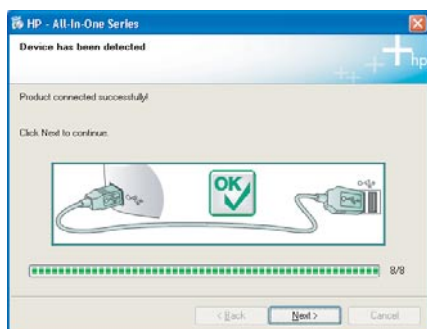 HP - All-In-One Series
Device has been detected
hp
Product connected successfully!
Click Next to continue.
OK
8/8
< Back Next > Cancel